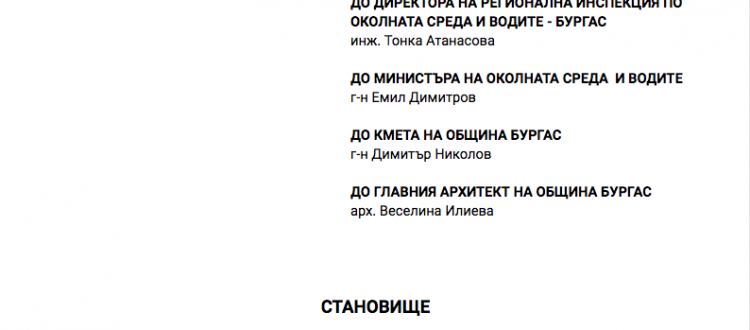 ДО ДИРЕКТОРА НА РЕГИОНАЛНА ИНСПЕКЦИЯ ПО
ОКОЛНАТА СРЕДА И ВОДИТЕ - БУРГАС
инж. Тонка Атанасова
ДО МИНИСТЪРА НА ОКОЛНАТА СРЕДА И ВОДИТЕ
г-н Емил Димитров
ДО КМЕТА НА ОБЩИНА БУРГАС
г-н Димитър Николов
ДО ГЛАВНИЯ АРХИТЕКТ НА ОБЩИНА БУРГАС
арх. Веселина Илиева
СТАНОВИЩЕ